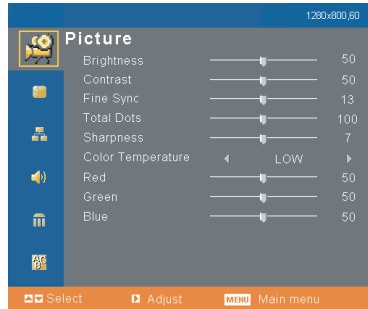 1280x800,60
Picture
Brightness 50
Contrast 50
Fine Sync 13
Total Dots 100
Sharpness 7
Color Temperature LOW
Red 50
Green 50
Blue 50
Select Adjust MENU Main menu